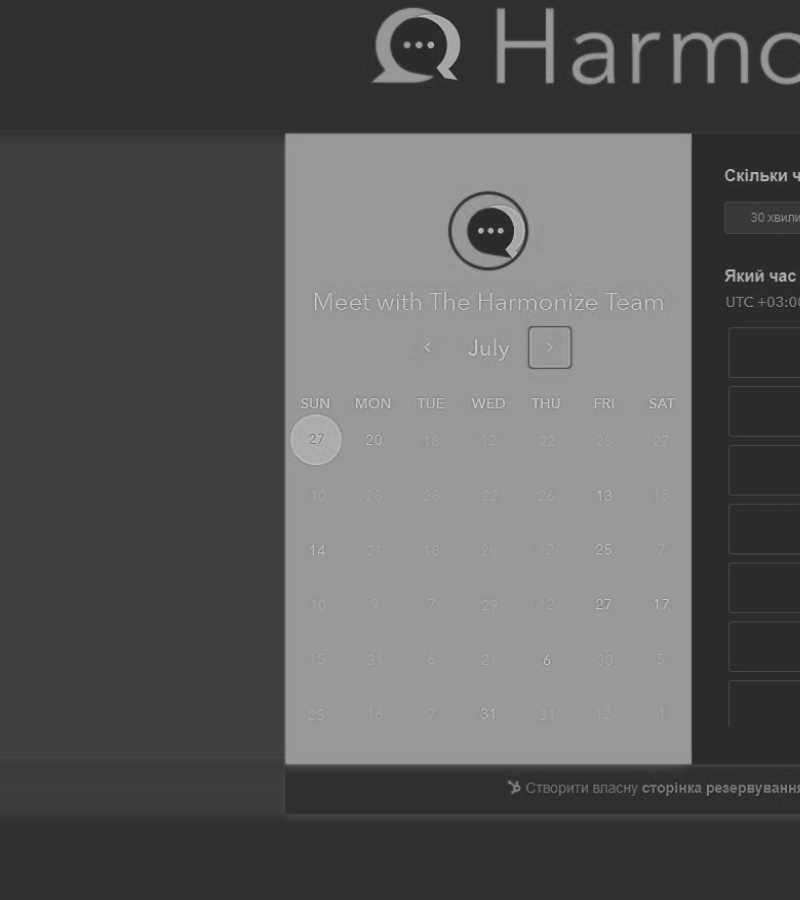 Harmo
Meet with The Harmonize Team
July
SUN MON TUE WED THU FRI SAT
27 20 18 12 22 28 27
10 28 28 22 26 13 13
14 21 18 28 12 25 7
10 9 7 29 12 27 17
15 31 6 21 6 30 5
25 16 7 31 31 12 1
Скільки ч
30 хвили
Який час
UTC +03:00
Створити власну сторінка резервування